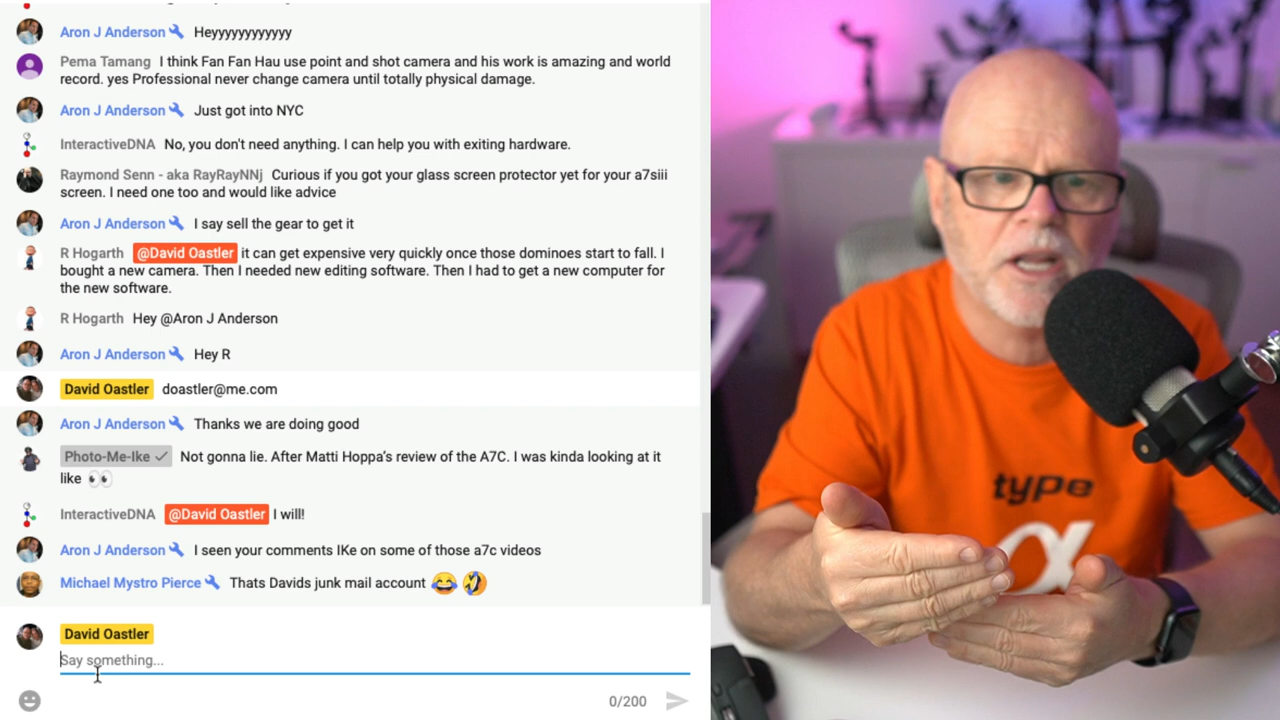 Aron J Anderson Heyyyyyyyyyyyy
Pema Tamang I think Fan Fan Hau use point and shot camera and his work is amazing and world
record. yes Professional never change camera until totally physical damage.
Aron J Anderson Just got into NYC
InteractiveDNA No, you don't need anything. I can help you with exiting hardware.
Raymond Senn - aka RayRayNNj Curious if you got your glass screen protector yet for your a7siii
screen. I need one too and would like advice
Aron J Anderson I say sell the gear to get it
R Hogarth @David Oastler it can get expensive very quickly once those dominoes start to fall. I
bought a new camera. Then I needed new editing software. Then I had to get a new computer for
the new software.
R Hogarth Hey @Aron J Anderson
Aron J Anderson Hey R
David Oastler doastler@me.com
Aron J Anderson Thanks we are doing good
Photo-Me-Ike Not gonna lie. After Matti Hoppa's review of the A7C. I was kinda looking at it
like 👀
InteractiveDNA @David Oastler I will!
Aron J Anderson I seen your comments IKe on some of those a7c videos
Michael Mystro Pierce Thats Davids junk mail account 😂 🤣
David Oastler
Say something...
0/200
type
α